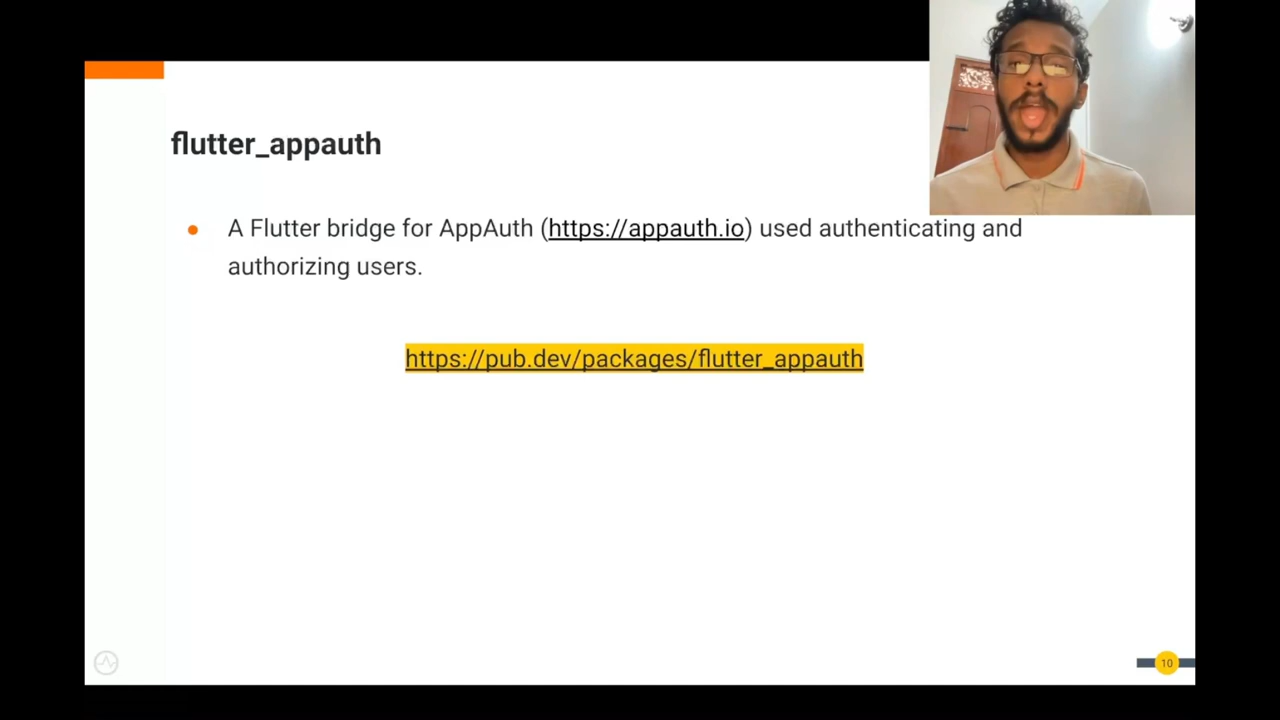 flutter_appauth
A Flutter bridge for AppAuth (https://appauth.io) used authenticating and
authorizing users.
https://pub.dev/packages/flutter_appauth
10